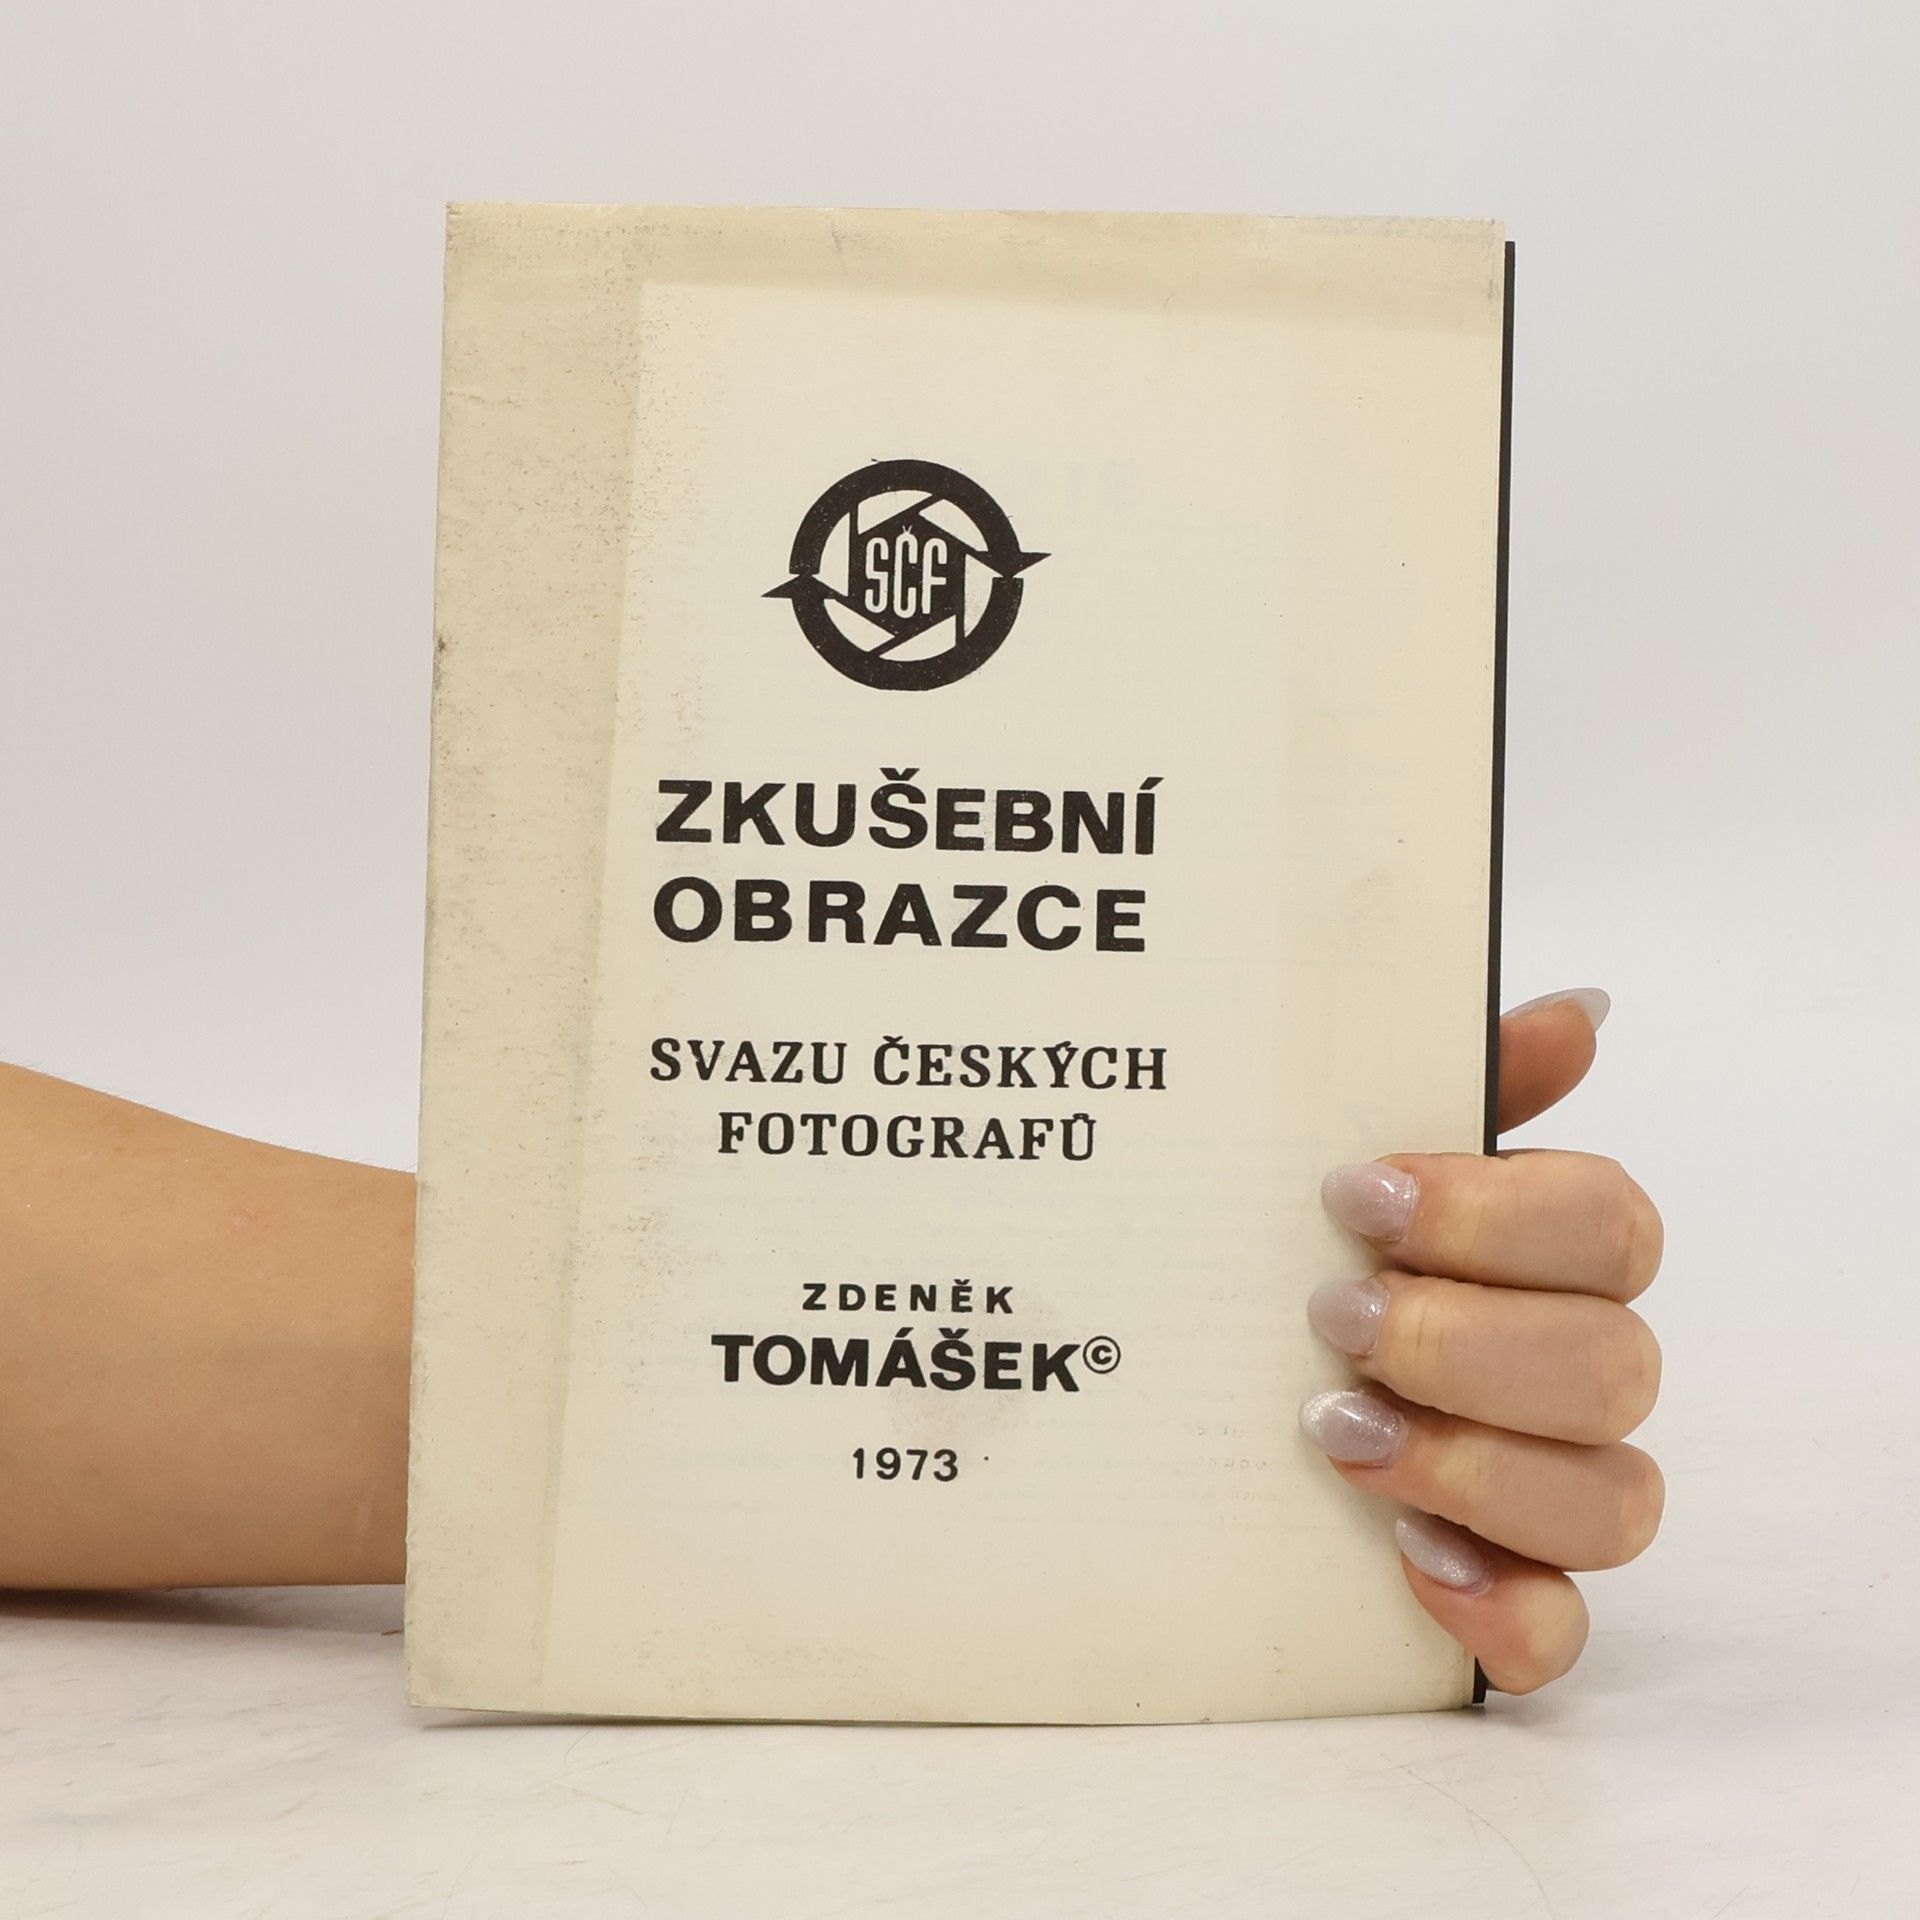 SČF
ZKUŠEBNÍ
OBRAZCE
SVAZU ČESKÝCH
FOTOGRAFŮ
ZDENĚK
TOMÁŠEK©
1973